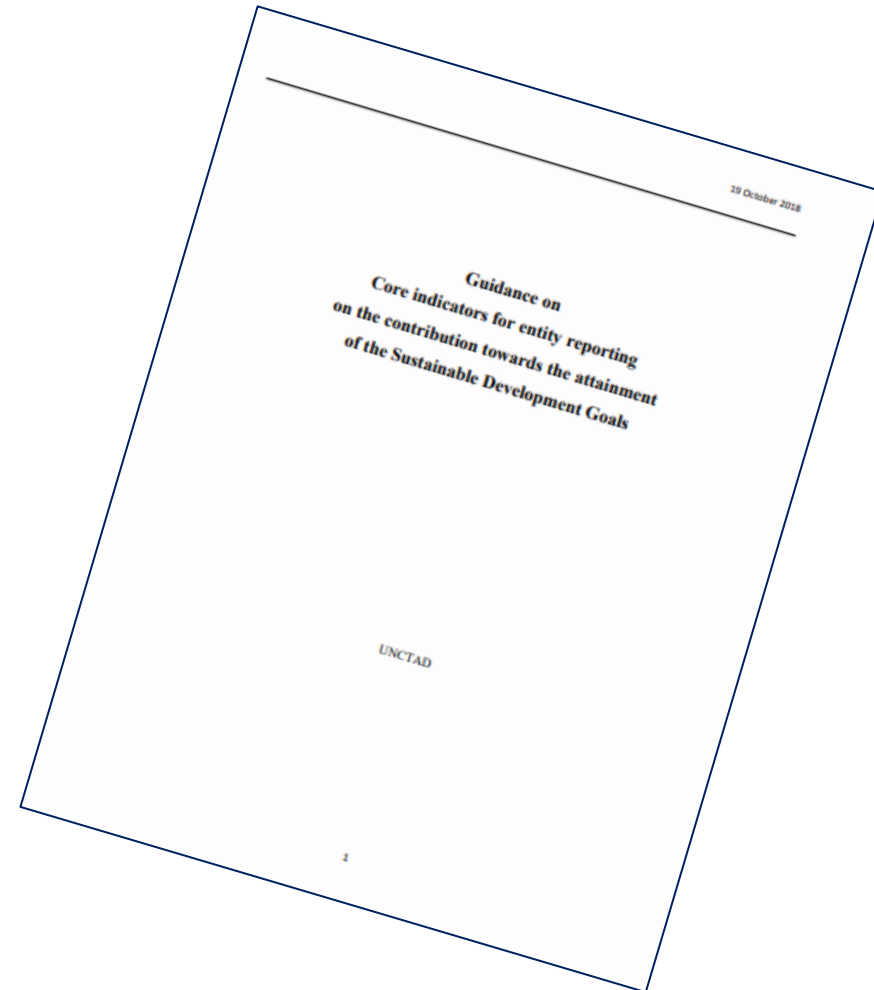 19 October 2018
Guidance on
Core indicators for entity reporting
on the contribution towards the attainment
of the Sustainable Development Goals
UNCTAD
1